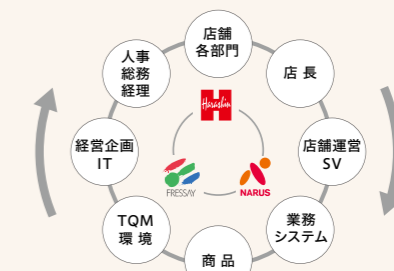 店舗
各部門
店 長
店舗運営
SV
業務
システム
商 品
TQM
環 境
経営企画
IT
人事
総務
経理
Harashin
FRESSAY
NARUS